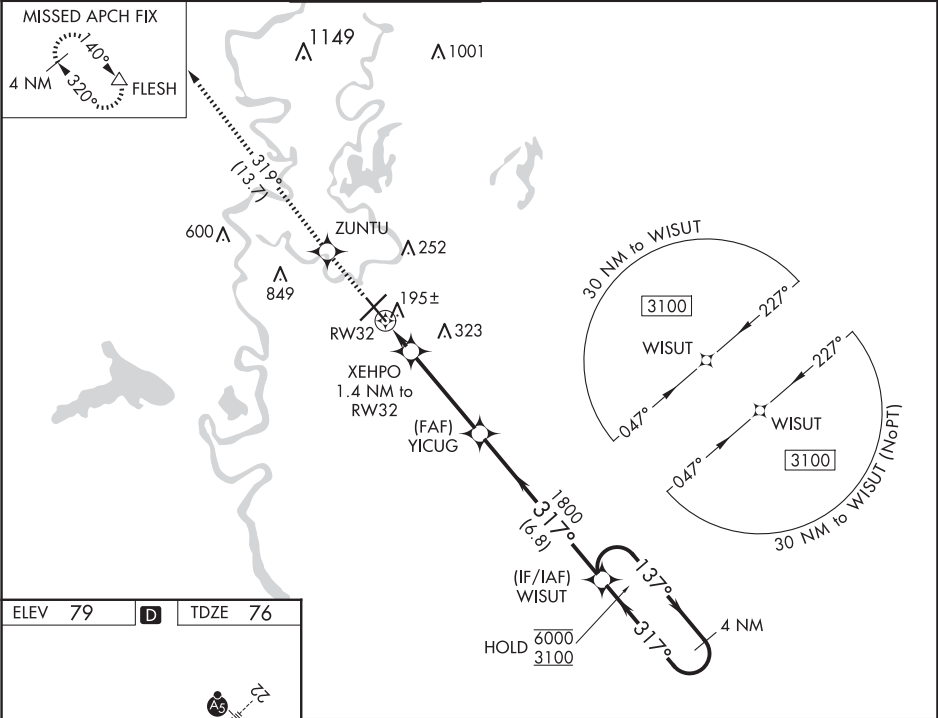 MISSED APCH FIX
140°
4 NM
320°
FLESH
1149
1001
319°
(13.7)
600
ZUNTU
252
849
195±
RW32
323
XEHPO
1.4 NM to
RW32
(FAF)
YICUG
1800
317°
(6.8)
(IF/IAF)
WISUT
137°
317°
4 NM
HOLD 6000
3100
30 NM to WISUT
3100
227°
WISUT
047°
227°
WISUT
047°
3100
30 NM to WISUT (NoPT)
ELEV 79 D TDZE 76
A5
22